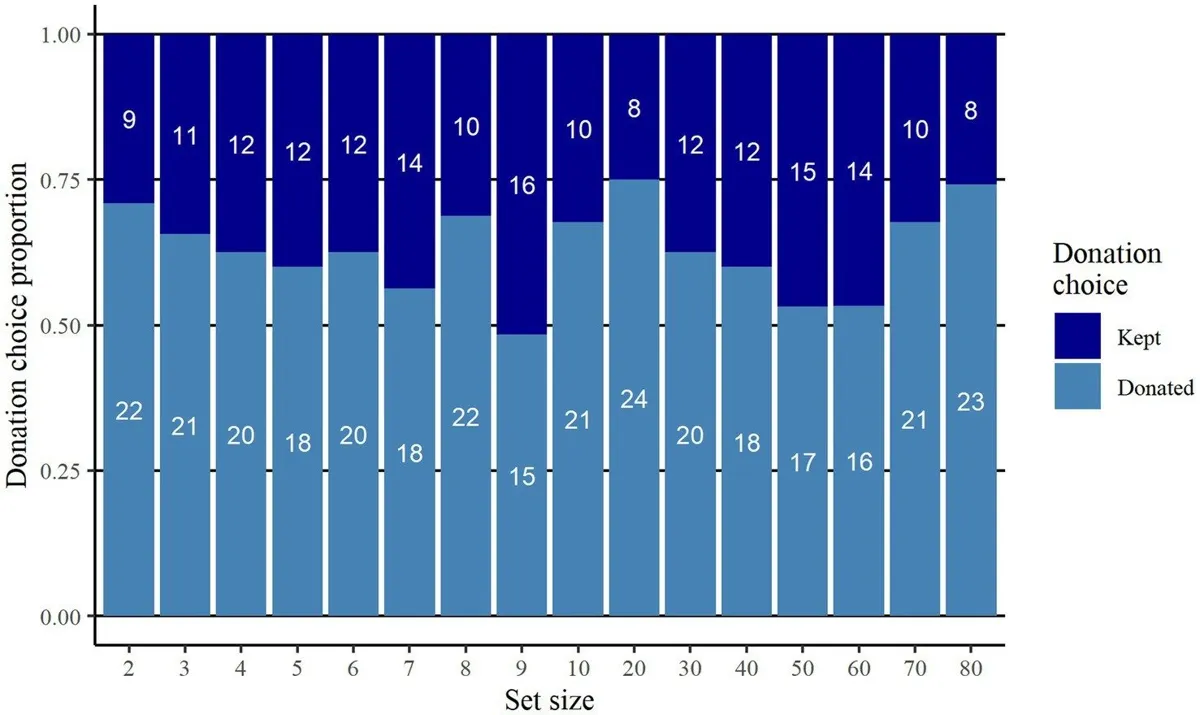 Donation choice proportion
1.00
0.75
0.50
0.25
0.00
9 11 12 12 12 14 10 16 10 8 12 12 15 14 10 8
22 21 20 18 20 18 22 15 21 24 20 18 17 16 21 23
2 3 4 5 6 7 8 9 10 20 30 40 50 60 70 80
Set size
Donation
choice
Kept
Donated